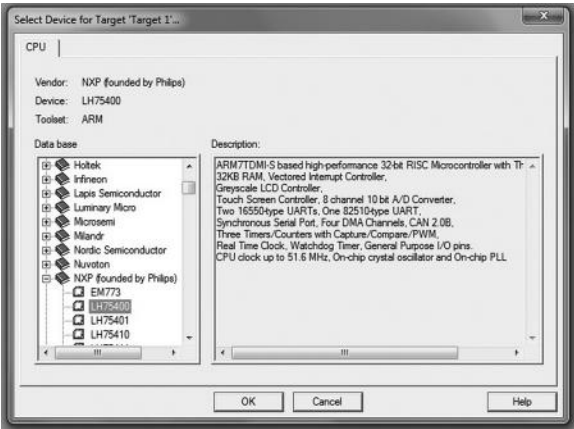 Select Device for Target 'Target 1'...
CPU
Vendor: NXP (founded by Philips)
Device: LH75400
Toolset: ARM
Data base
Description:
Holtek
Infineon
Lapis Semiconductor
Luminary Micro
Microsemi
Milandr
Nordic Semiconductor
Nuvoton
NXP (founded by Philips)
EM773
LH75400
LH75401
LH75410
ARM7TDMI-S based high-performance 32-bit RISC Microcontroller with Th
32KB RAM, Vectored Interrupt Controller,
Greyscale LCD Controller,
Touch Screen Controller, 8 channel 10 bit A/D Converter,
Two 16550-type UARTs, One 82510-type UART,
Synchronous Serial Port, Four DMA Channels, CAN 2.0B,
Three Timers/Counters with Capture/Compare/PWM,
Real Time Clock, Watchdog Timer, General Purpose I/O pins.
CPU clock up to 51.6 MHz, On-chip crystal oscillator and On-chip PLL
OK
Cancel
Help